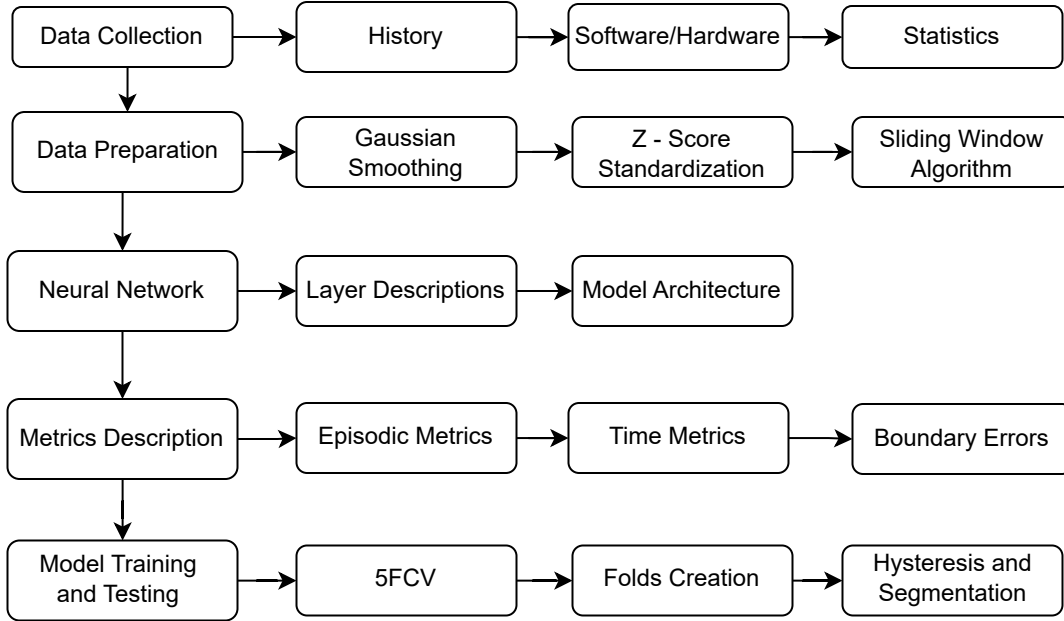 Data Collection
History
Software/Hardware
Statistics
Data Preparation
Gaussian
Smoothing
Z - Score
Standardization
Sliding Window
Algorithm
Neural Network
Layer Descriptions
Model Architecture
Metrics Description
Episodic Metrics
Time Metrics
Boundary Errors
Model Training
and Testing
5FCV
Folds Creation
Hysteresis and
Segmentation